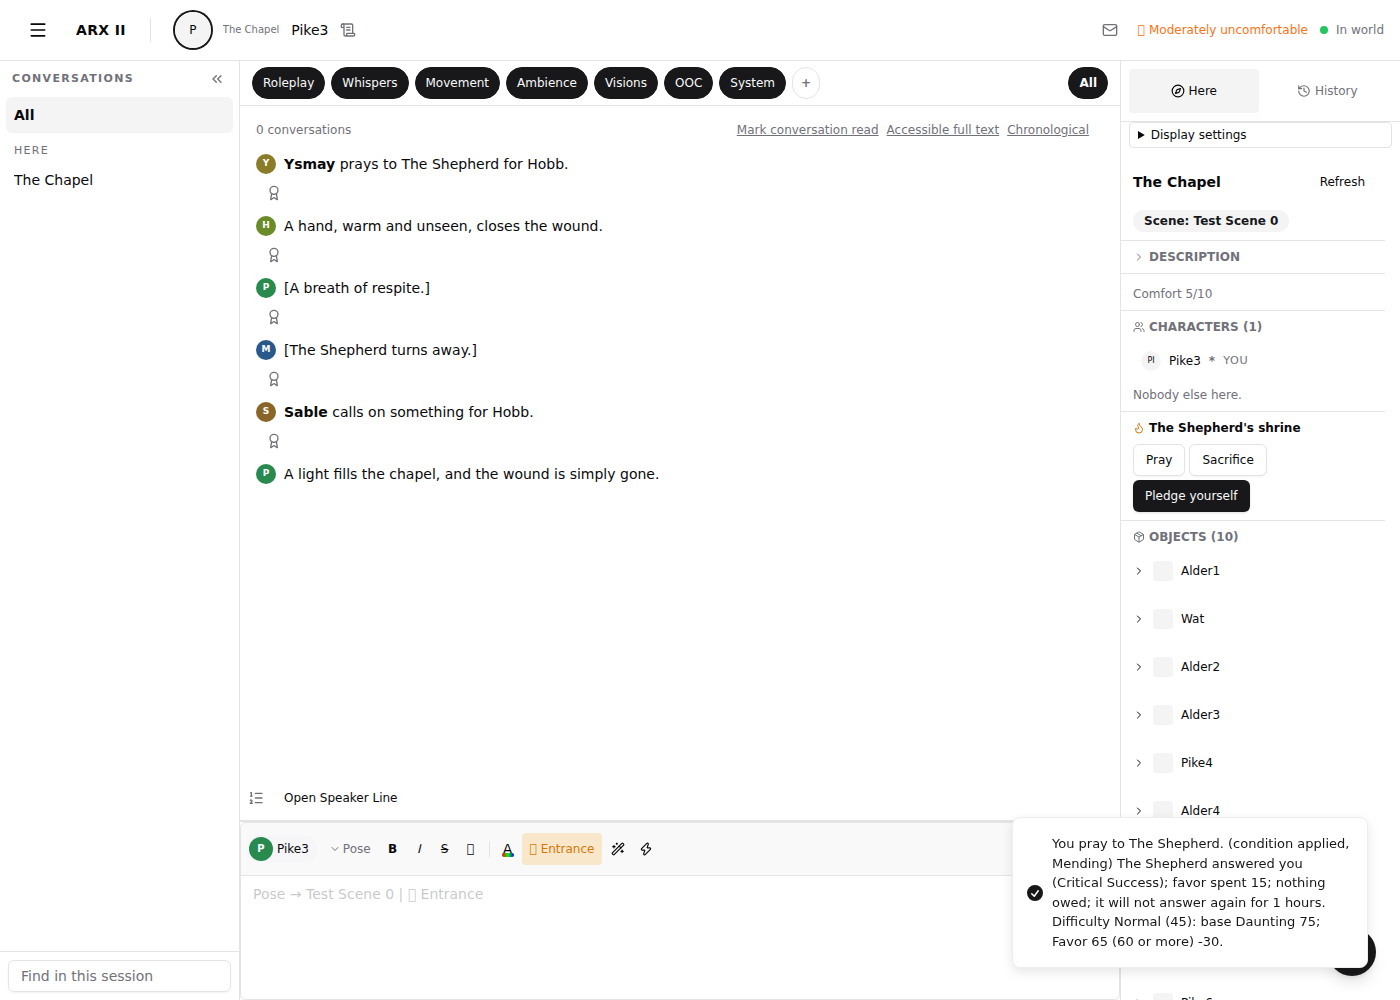 ARX II
P
The Chapel
Pike3
Moderately uncomfortable
In world
CONVERSATIONS
All
HERE
The Chapel
Find in this session
Roleplay
Whispers
Movement
Ambience
Visions
OOC
System
+
All
0 conversations
Mark conversation read
Accessible full text
Chronological
Y
Ysmay prays to The Shepherd for Hobb.
H
A hand, warm and unseen, closes the wound.
P
[A breath of respite.]
M
[The Shepherd turns away.]
S
Sable calls on something for Hobb.
P
A light fills the chapel, and the wound is simply gone.
Open Speaker Line
P
Pike3
Pose
B
I
S
A
Entrance
Pose → Test Scene 0 | Entrance
Here
History
Display settings
The Chapel
Refresh
Scene: Test Scene 0
DESCRIPTION
Comfort 5/10
CHARACTERS (1)
PI
Pike3 * YOU
Nobody else here.
The Shepherd's shrine
Pray
Sacrifice
Pledge yourself
OBJECTS (10)
Alder1
Wat
Alder2
Alder3
Pike4
Alder4
You pray to The Shepherd. (condition applied,
Mending) The Shepherd answered you
(Critical Success); favor spent 15; nothing
owed; it will not answer again for 1 hours.
Difficulty Normal (45): base Daunting 75;
Favor 65 (60 or more) -30.